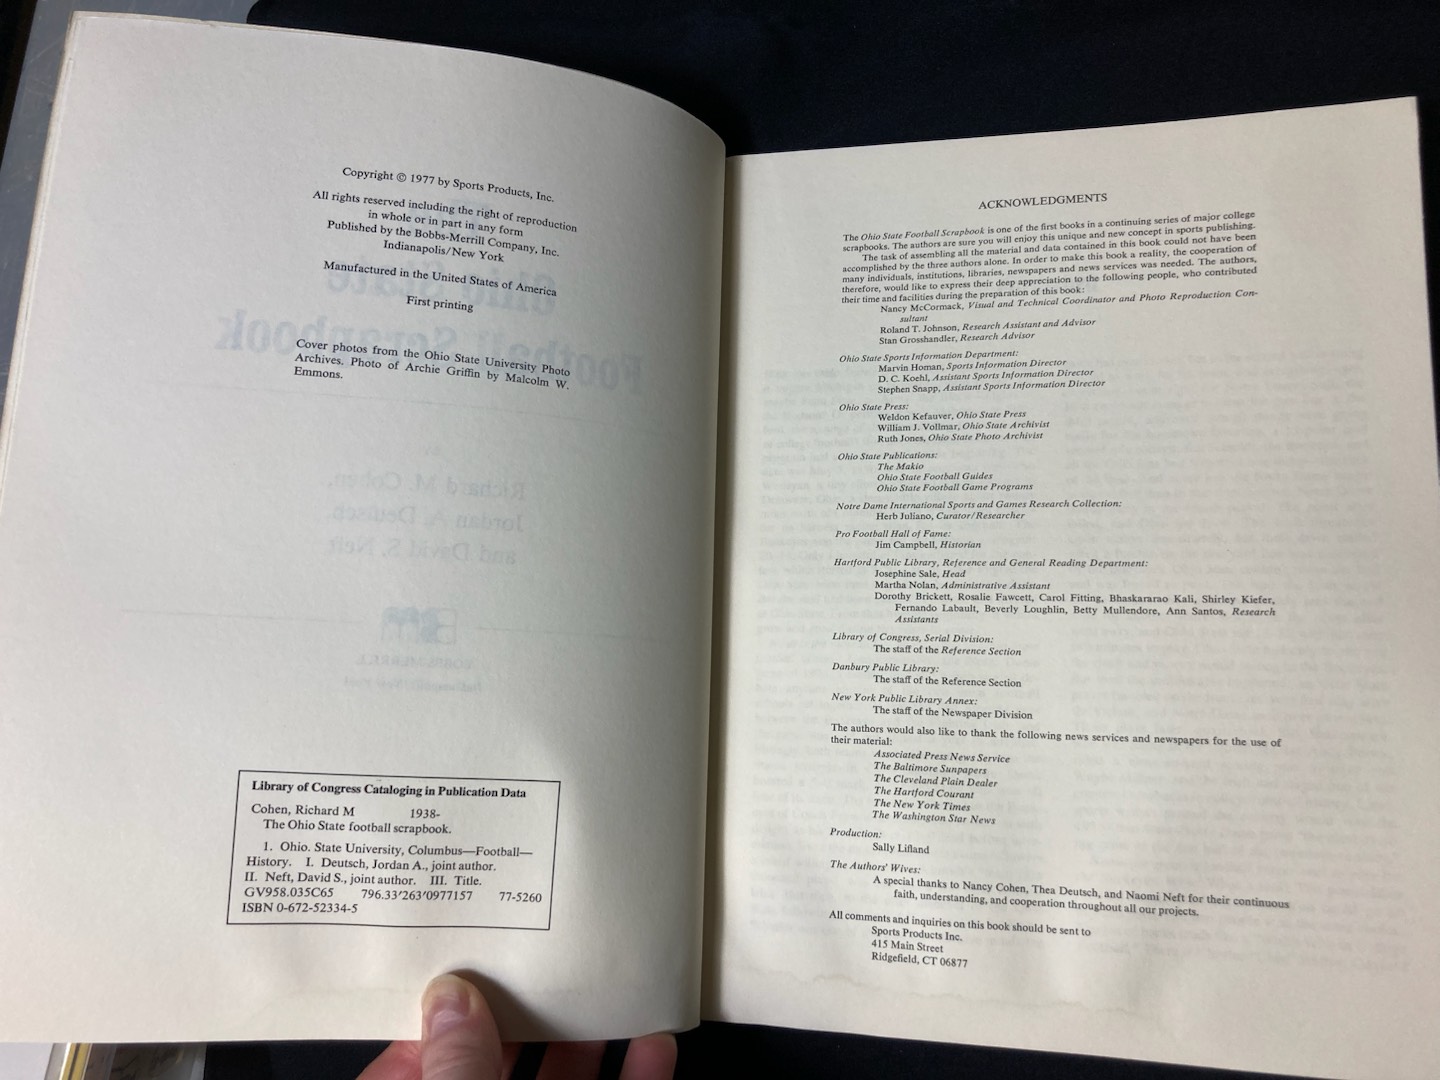 Copyright © 1977 by Sports Products, Inc.
All rights reserved including the right of reproduction
in whole or in part in any form
Published by the Bobbs-Merrill Company, Inc.
Indianapolis/New York
Manufactured in the United States of America
First printing
Cover photos from the Ohio State University Photo
Archives. Photo of Archie Griffin by Malcolm W.
Emmons.
Library of Congress Cataloging in Publication Data
Cohen, Richard M 1938-
The Ohio State football scrapbook.
1. Ohio. State University, Columbus—Football—
History. I. Deutsch, Jordan A., joint author.
II. Neft, David S., joint author. III. Title.
GV958.035C65 796.33′263′0977157 77-5260
ISBN 0-672-52334-5
ACKNOWLEDGMENTS
The Ohio State Football Scrapbook is one of the first books in a continuing series of major college
scrapbooks. The authors are sure you will enjoy this unique and new concept in sports publishing.
The task of assembling all the material and data contained in this book could not have been
accomplished by the three authors alone. In order to make this book a reality, the cooperation of
many individuals, institutions, libraries, newspapers and news services was needed. The authors,
therefore, would like to express their deep appreciation to the following people, who contributed
their time and facilities during the preparation of this book:
Nancy McCormack, Visual and Technical Coordinator and Photo Reproduction Con-
sultant
Roland T. Johnson, Research Assistant and Advisor
Stan Grosshandler, Research Advisor
Ohio State Sports Information Department:
Marvin Homan, Sports Information Director
D. C. Koehl, Assistant Sports Information Director
Stephen Snapp, Assistant Sports Information Director
Ohio State Press:
Weldon Kefauver, Ohio State Press
William J. Vollmar, Ohio State Archivist
Ruth Jones, Ohio State Photo Archivist
Ohio State Publications:
The Makio
Ohio State Football Guides
Ohio State Football Game Programs
Notre Dame International Sports and Games Research Collection:
Herb Juliano, Curator/Researcher
Pro Football Hall of Fame:
Jim Campbell, Historian
Hartford Public Library, Reference and General Reading Department:
Josephine Sale, Head
Martha Nolan, Administrative Assistant
Dorothy Brickett, Rosalie Fawcett, Carol Fitting, Bhaskararao Kali, Shirley Kiefer,
Fernando Labault, Beverly Loughlin, Betty Mullendore, Ann Santos, Research
Assistants
Library of Congress, Serial Division:
The staff of the Reference Section
Danbury Public Library:
The staff of the Reference Section
New York Public Library Annex:
The staff of the Newspaper Division
The authors would also like to thank the following news services and newspapers for the use of
their material:
Associated Press News Service
The Baltimore Sunpapers
The Cleveland Plain Dealer
The Hartford Courant
The New York Times
The Washington Star News
Production:
Sally Lifland
The Authors' Wives:
A special thanks to Nancy Cohen, Thea Deutsch, and Naomi Neft for their continuous
faith, understanding, and cooperation throughout all our projects.
All comments and inquiries on this book should be sent to
Sports Products Inc.
415 Main Street
Ridgefield, CT 06877